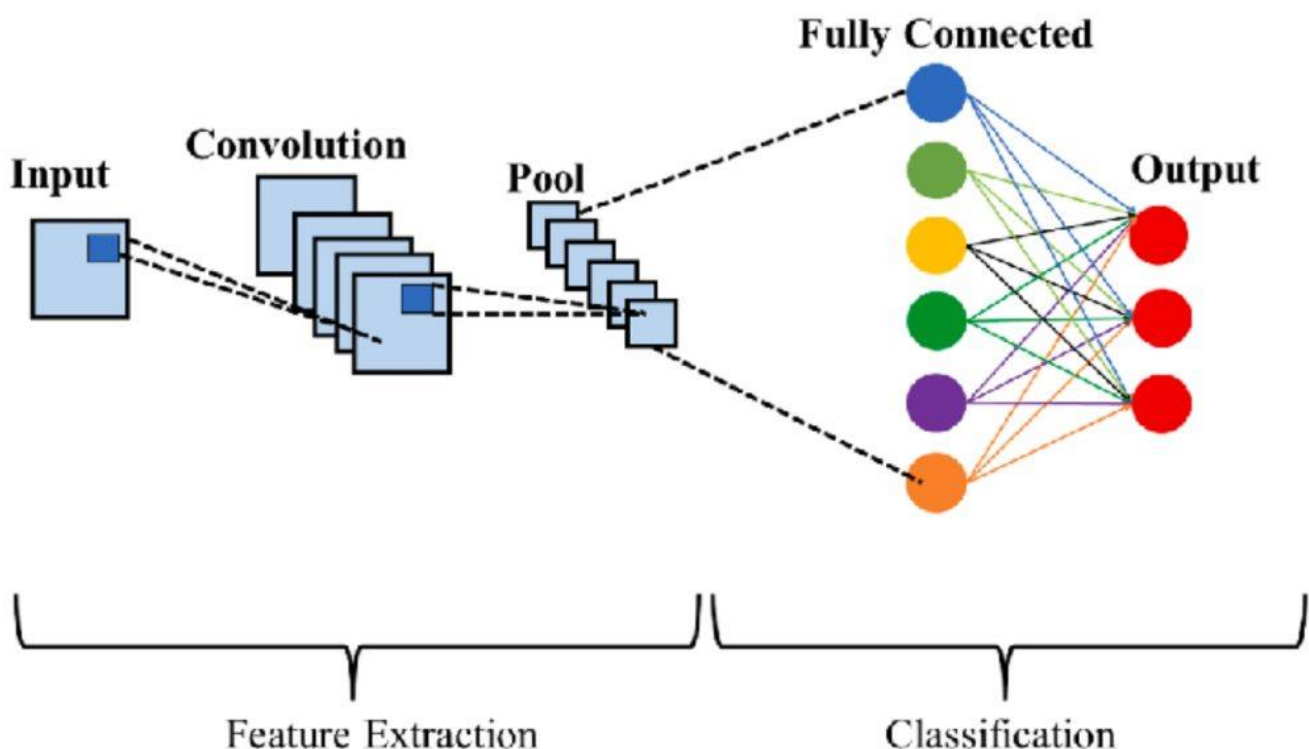 Fully Connected
Convolution
Input
Pool
Output
Feature Extraction
Classification